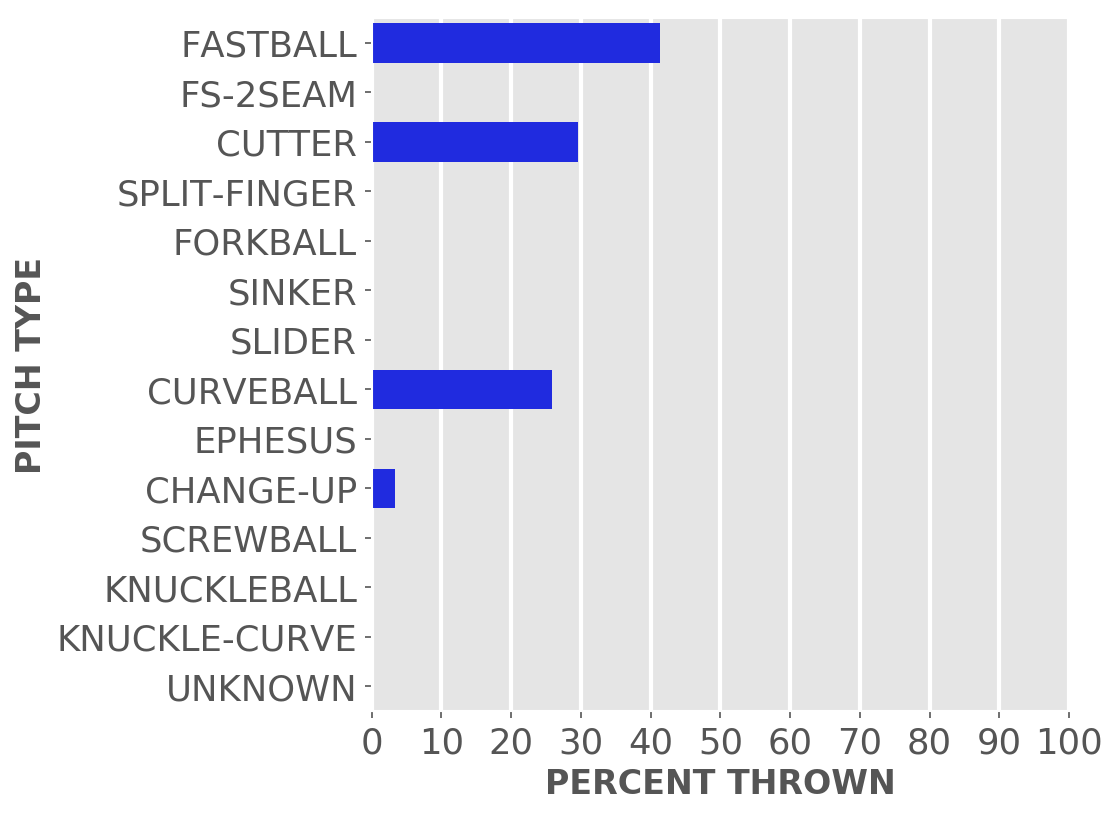 FASTBALL
FS-2SEAM
CUTTER
SPLIT-FINGER
FORKBALL
SINKER
SLIDER
CURVEBALL
EPHESUS
CHANGE-UP
SCREWBALL
KNUCKLEBALL
KNUCKLE-CURVE
UNKNOWN
PITCH TYPE
0 10 20 30 40 50 60 70 80 90 100
PERCENT THROWN